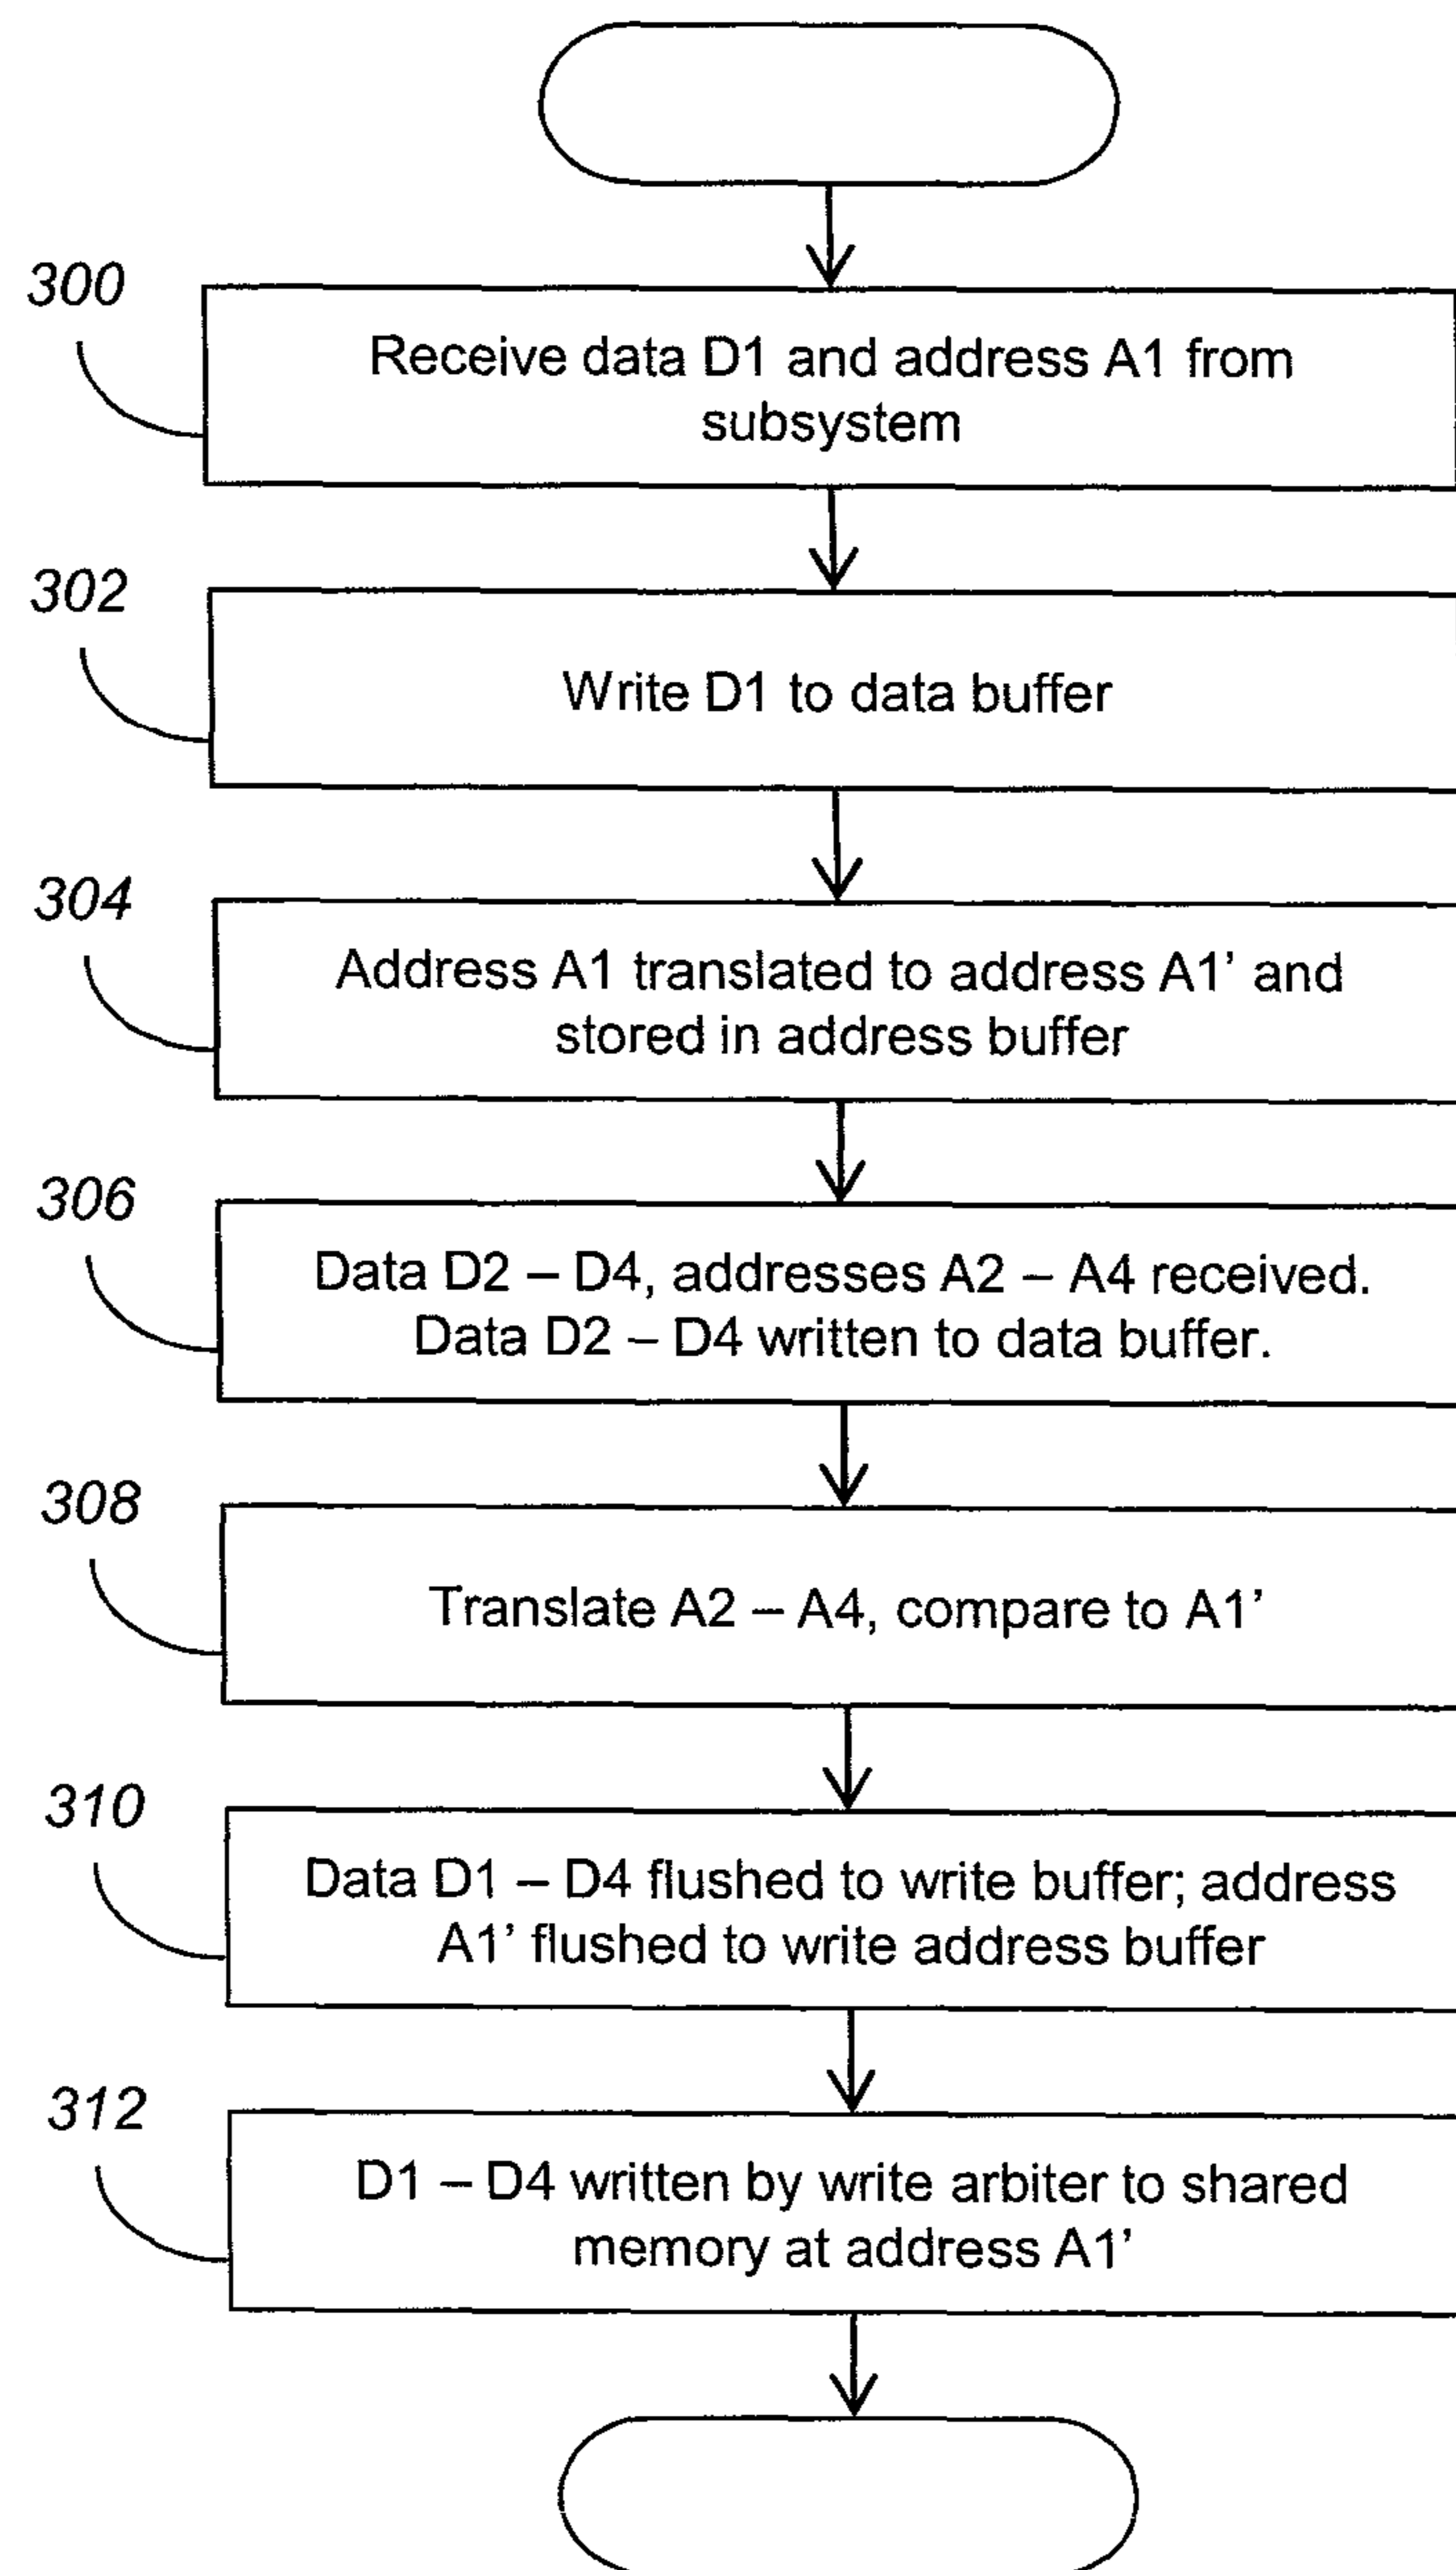 300
Receive data D1 and address A1 from
subsystem
302
Write D1 to data buffer
304
Address A1 translated to address A1’ and
stored in address buffer
306
Data D2 – D4, addresses A2 – A4 received.
Data D2 – D4 written to data buffer.
308
Translate A2 – A4, compare to A1’
310
Data D1 – D4 flushed to write buffer; address
A1’ flushed to write address buffer
312
D1 – D4 written by write arbiter to shared
memory at address A1’